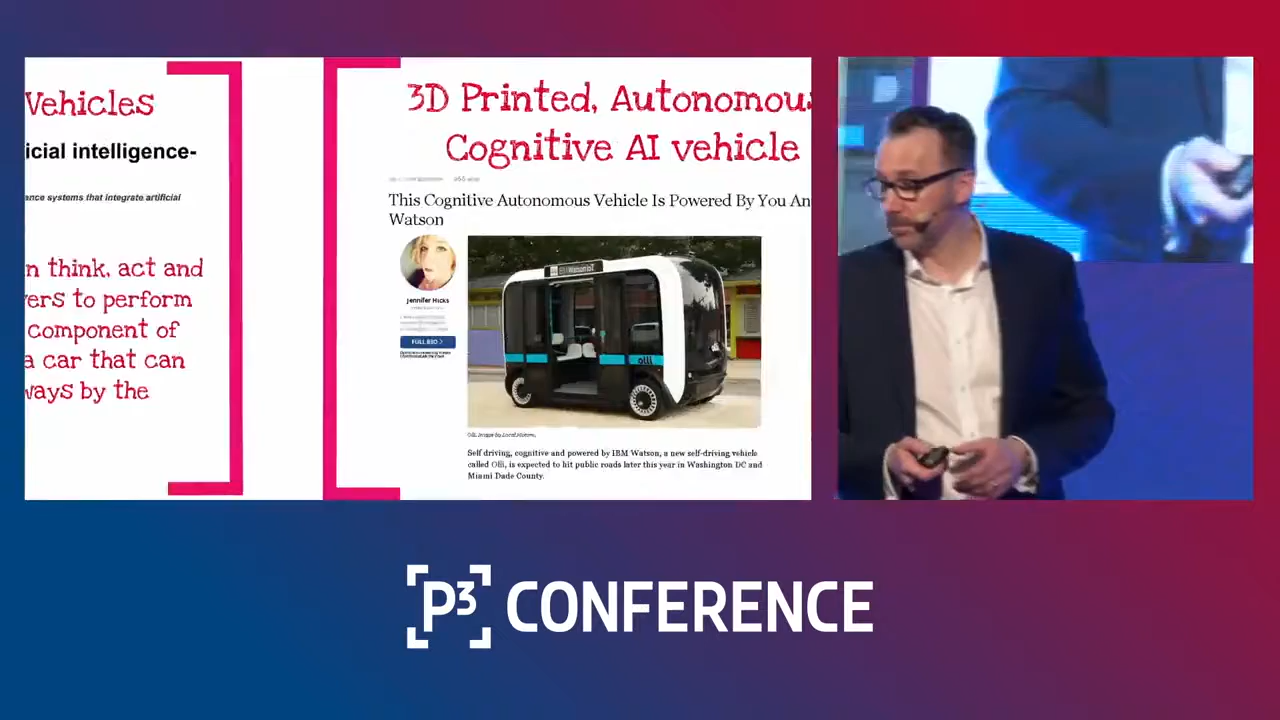 Vehicles
icial intelligence-
ance systems that integrate artificial
n think, act and
vers to perform
component of
a car that can
ways by the
3D Printed, Autonomous
Cognitive AI vehicle
This Cognitive Autonomous Vehicle Is Powered By You An
Watson
Jennifer Hicks
FULL BIO
olli
Olli, image by Local Motors.
Self driving, cognitive and powered by IBM Watson, a new self-driving vehicle
called Olli, is expected to hit public roads later this year in Washington DC and
Miami Dade County.
[P³] CONFERENCE